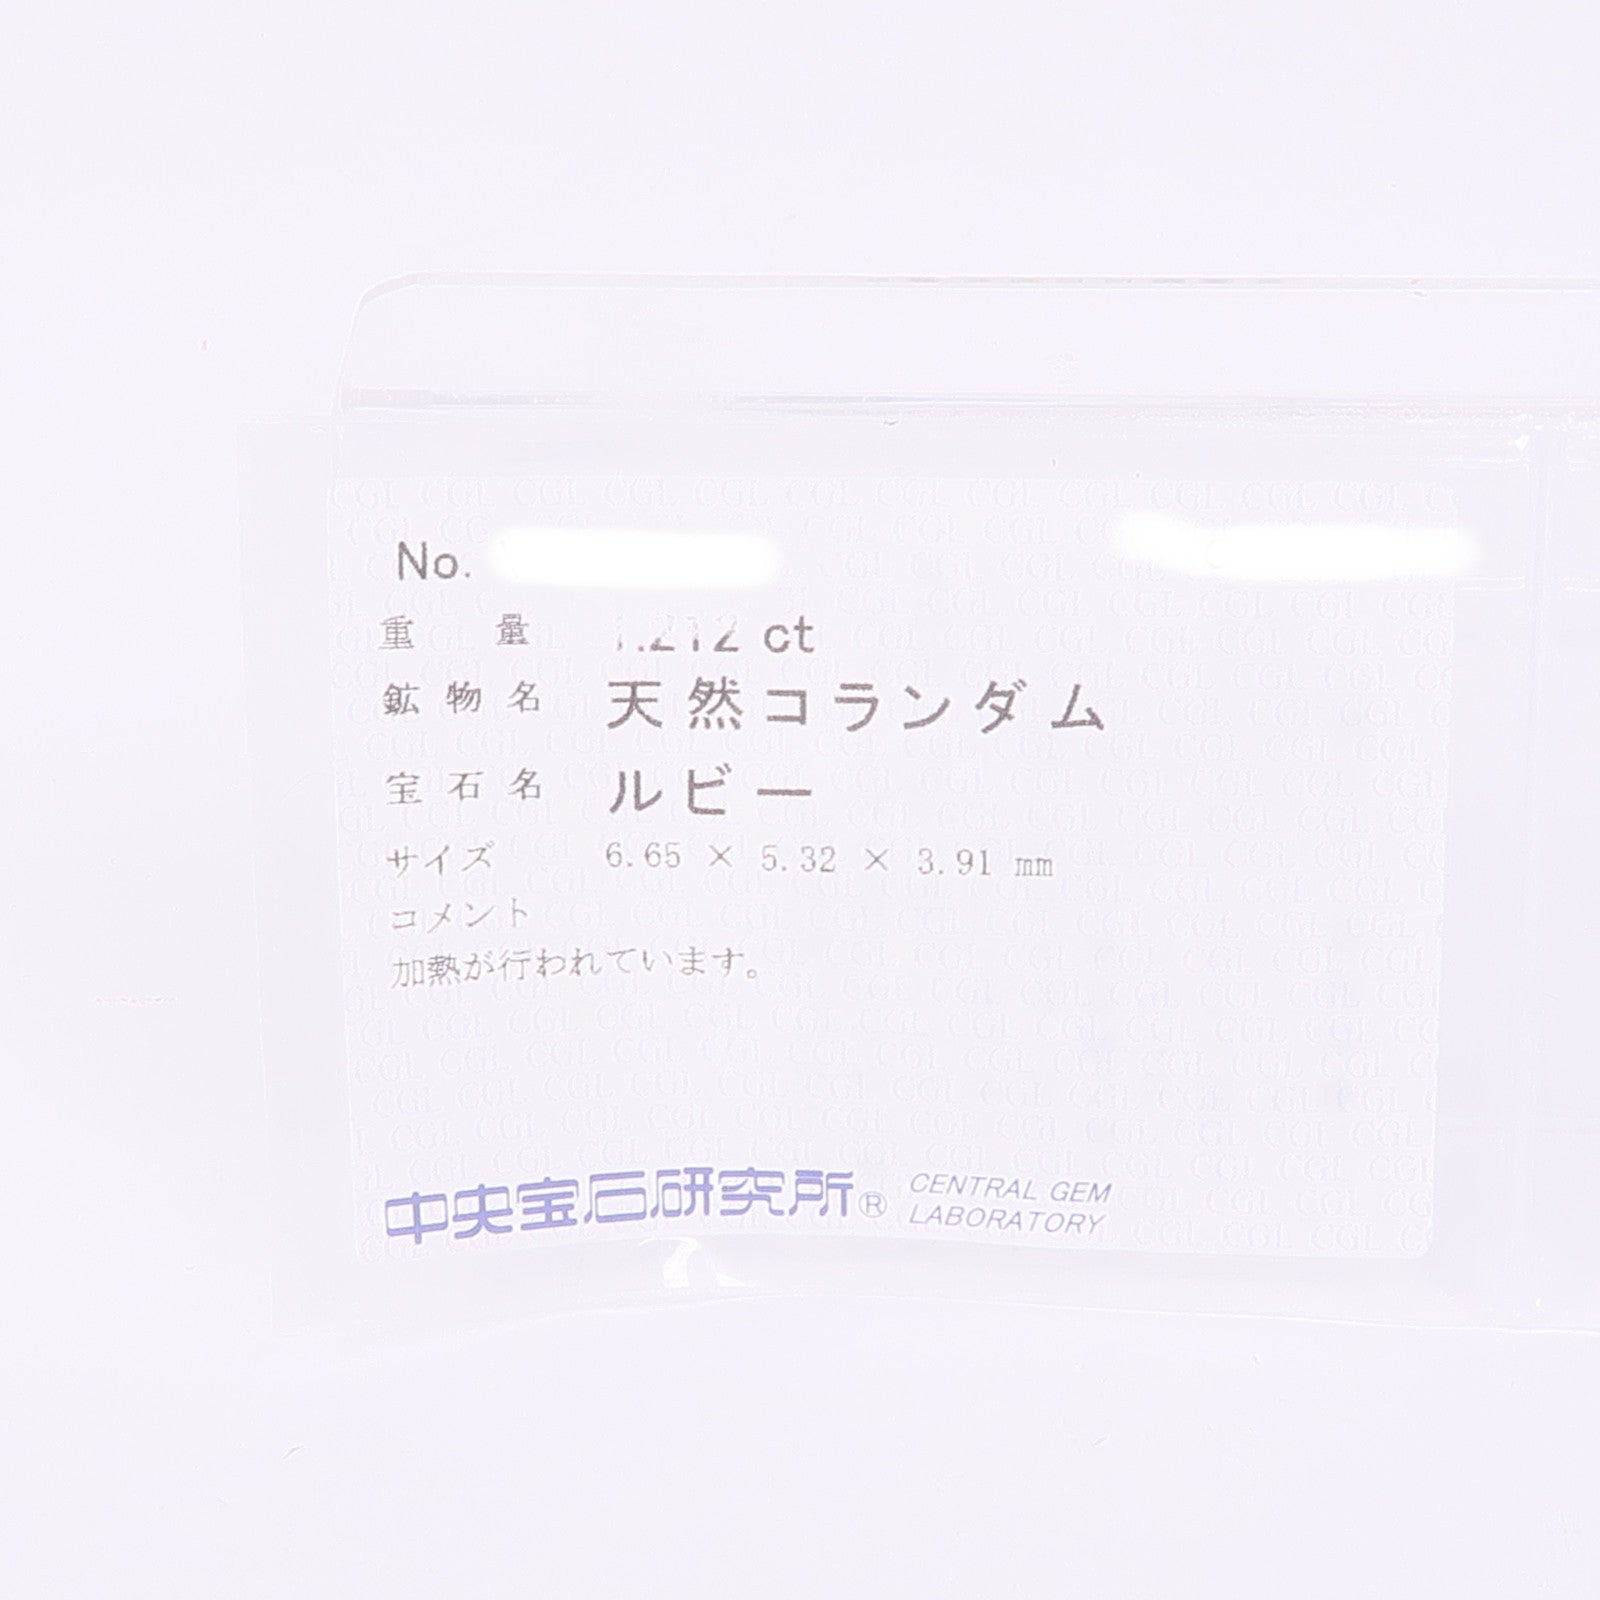 No.
重量 1.212 ct
鉱物名 天然コランダム
宝石名 ルビー
サイズ 6.65 × 5.32 × 3.91 mm
コメント
加熱が行われています。
中央宝石研究所® CENTRAL GEM
LABORATORY